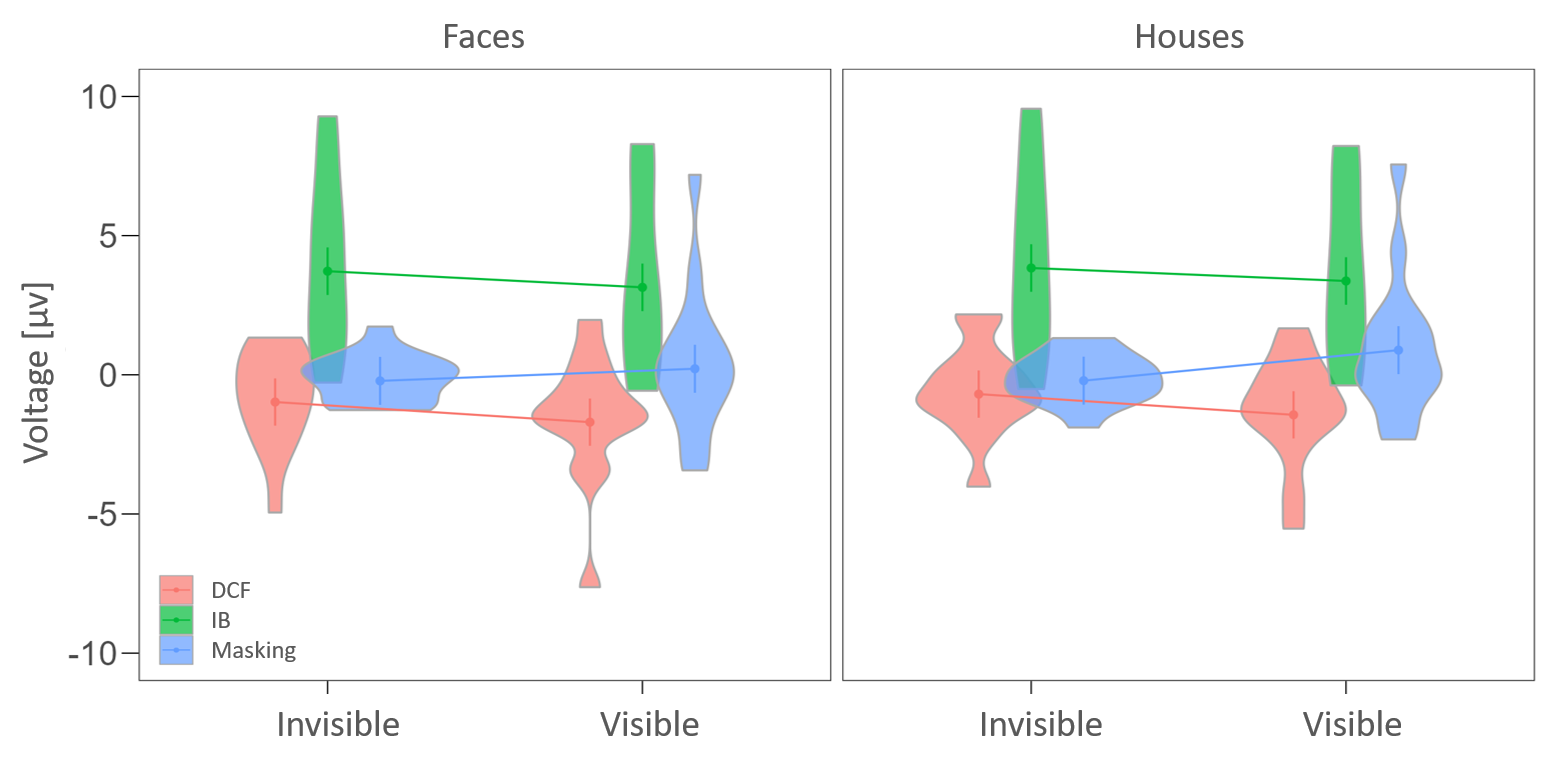 Faces
Houses
Voltage [µv]
10
5
0
-5
-10
DCF
IB
Masking
Invisible
Visible
Invisible
Visible